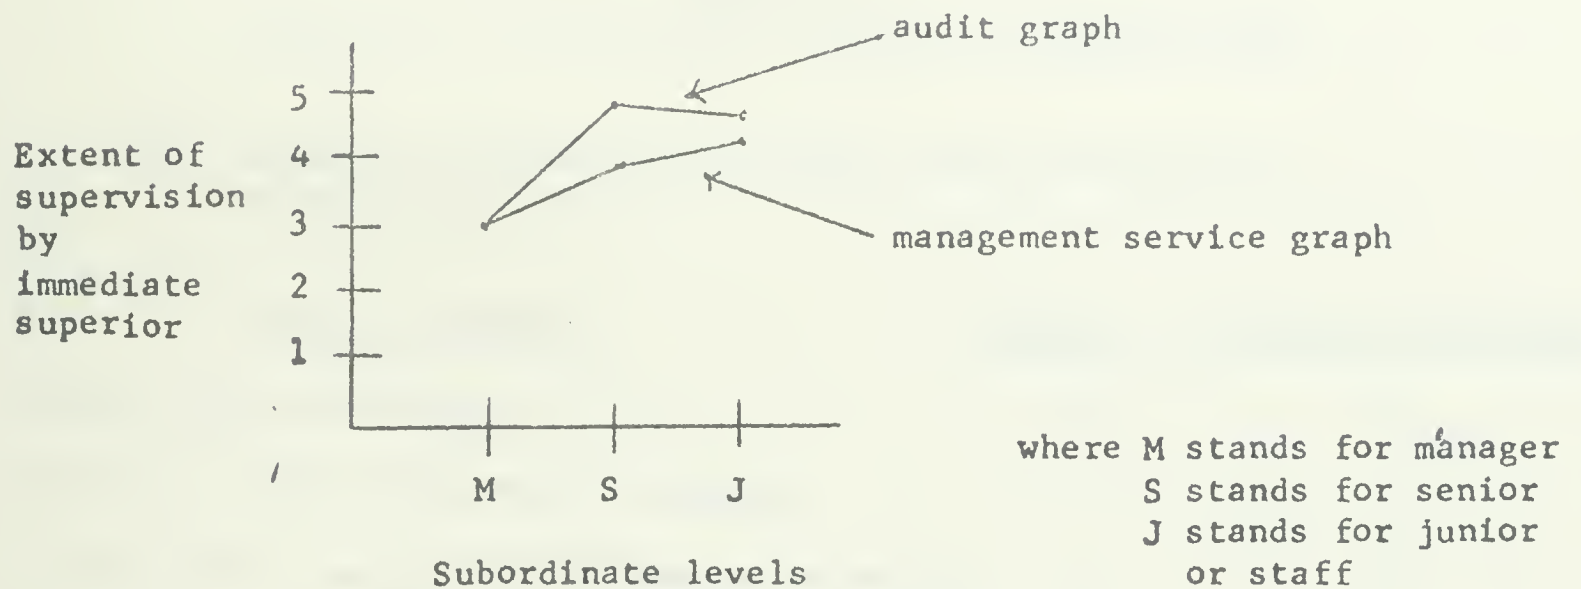 audit graph
5
4
3
2
1
Extent of
supervision
by
immediate
superior
management service graph
M S J
Subordinate levels
where M stands for manager
S stands for senior
J stands for junior
or staff